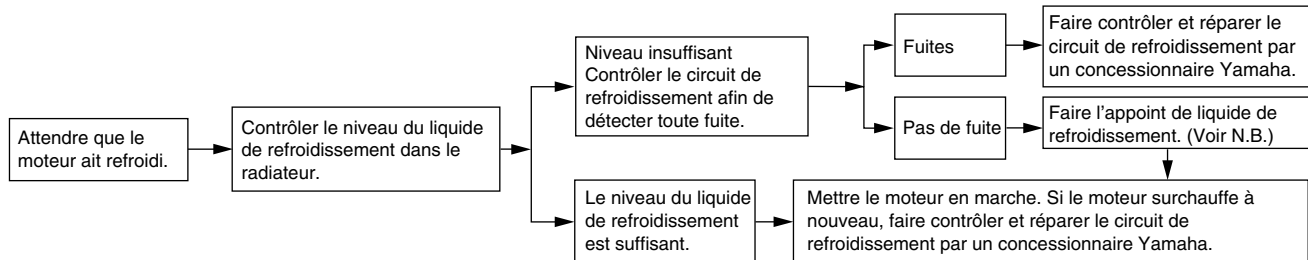 Attendre que le
moteur ait refroidi.
Contrôler le niveau du liquide
de refroidissement dans le
radiateur.
Niveau insuffisant
Contrôler le circuit de
refroidissement afin de
détecter toute fuite.
Fuites
Faire contrôler et réparer le
circuit de refroidissement par
un concessionnaire Yamaha.
Pas de fuite
Faire l’appoint de liquide de
refroidissement. (Voir N.B.)
Le niveau du liquide
de refroidissement
est suffisant.
Mettre le moteur en marche. Si le moteur surchauffe à
nouveau, faire contrôler et réparer le circuit de
refroidissement par un concessionnaire Yamaha.